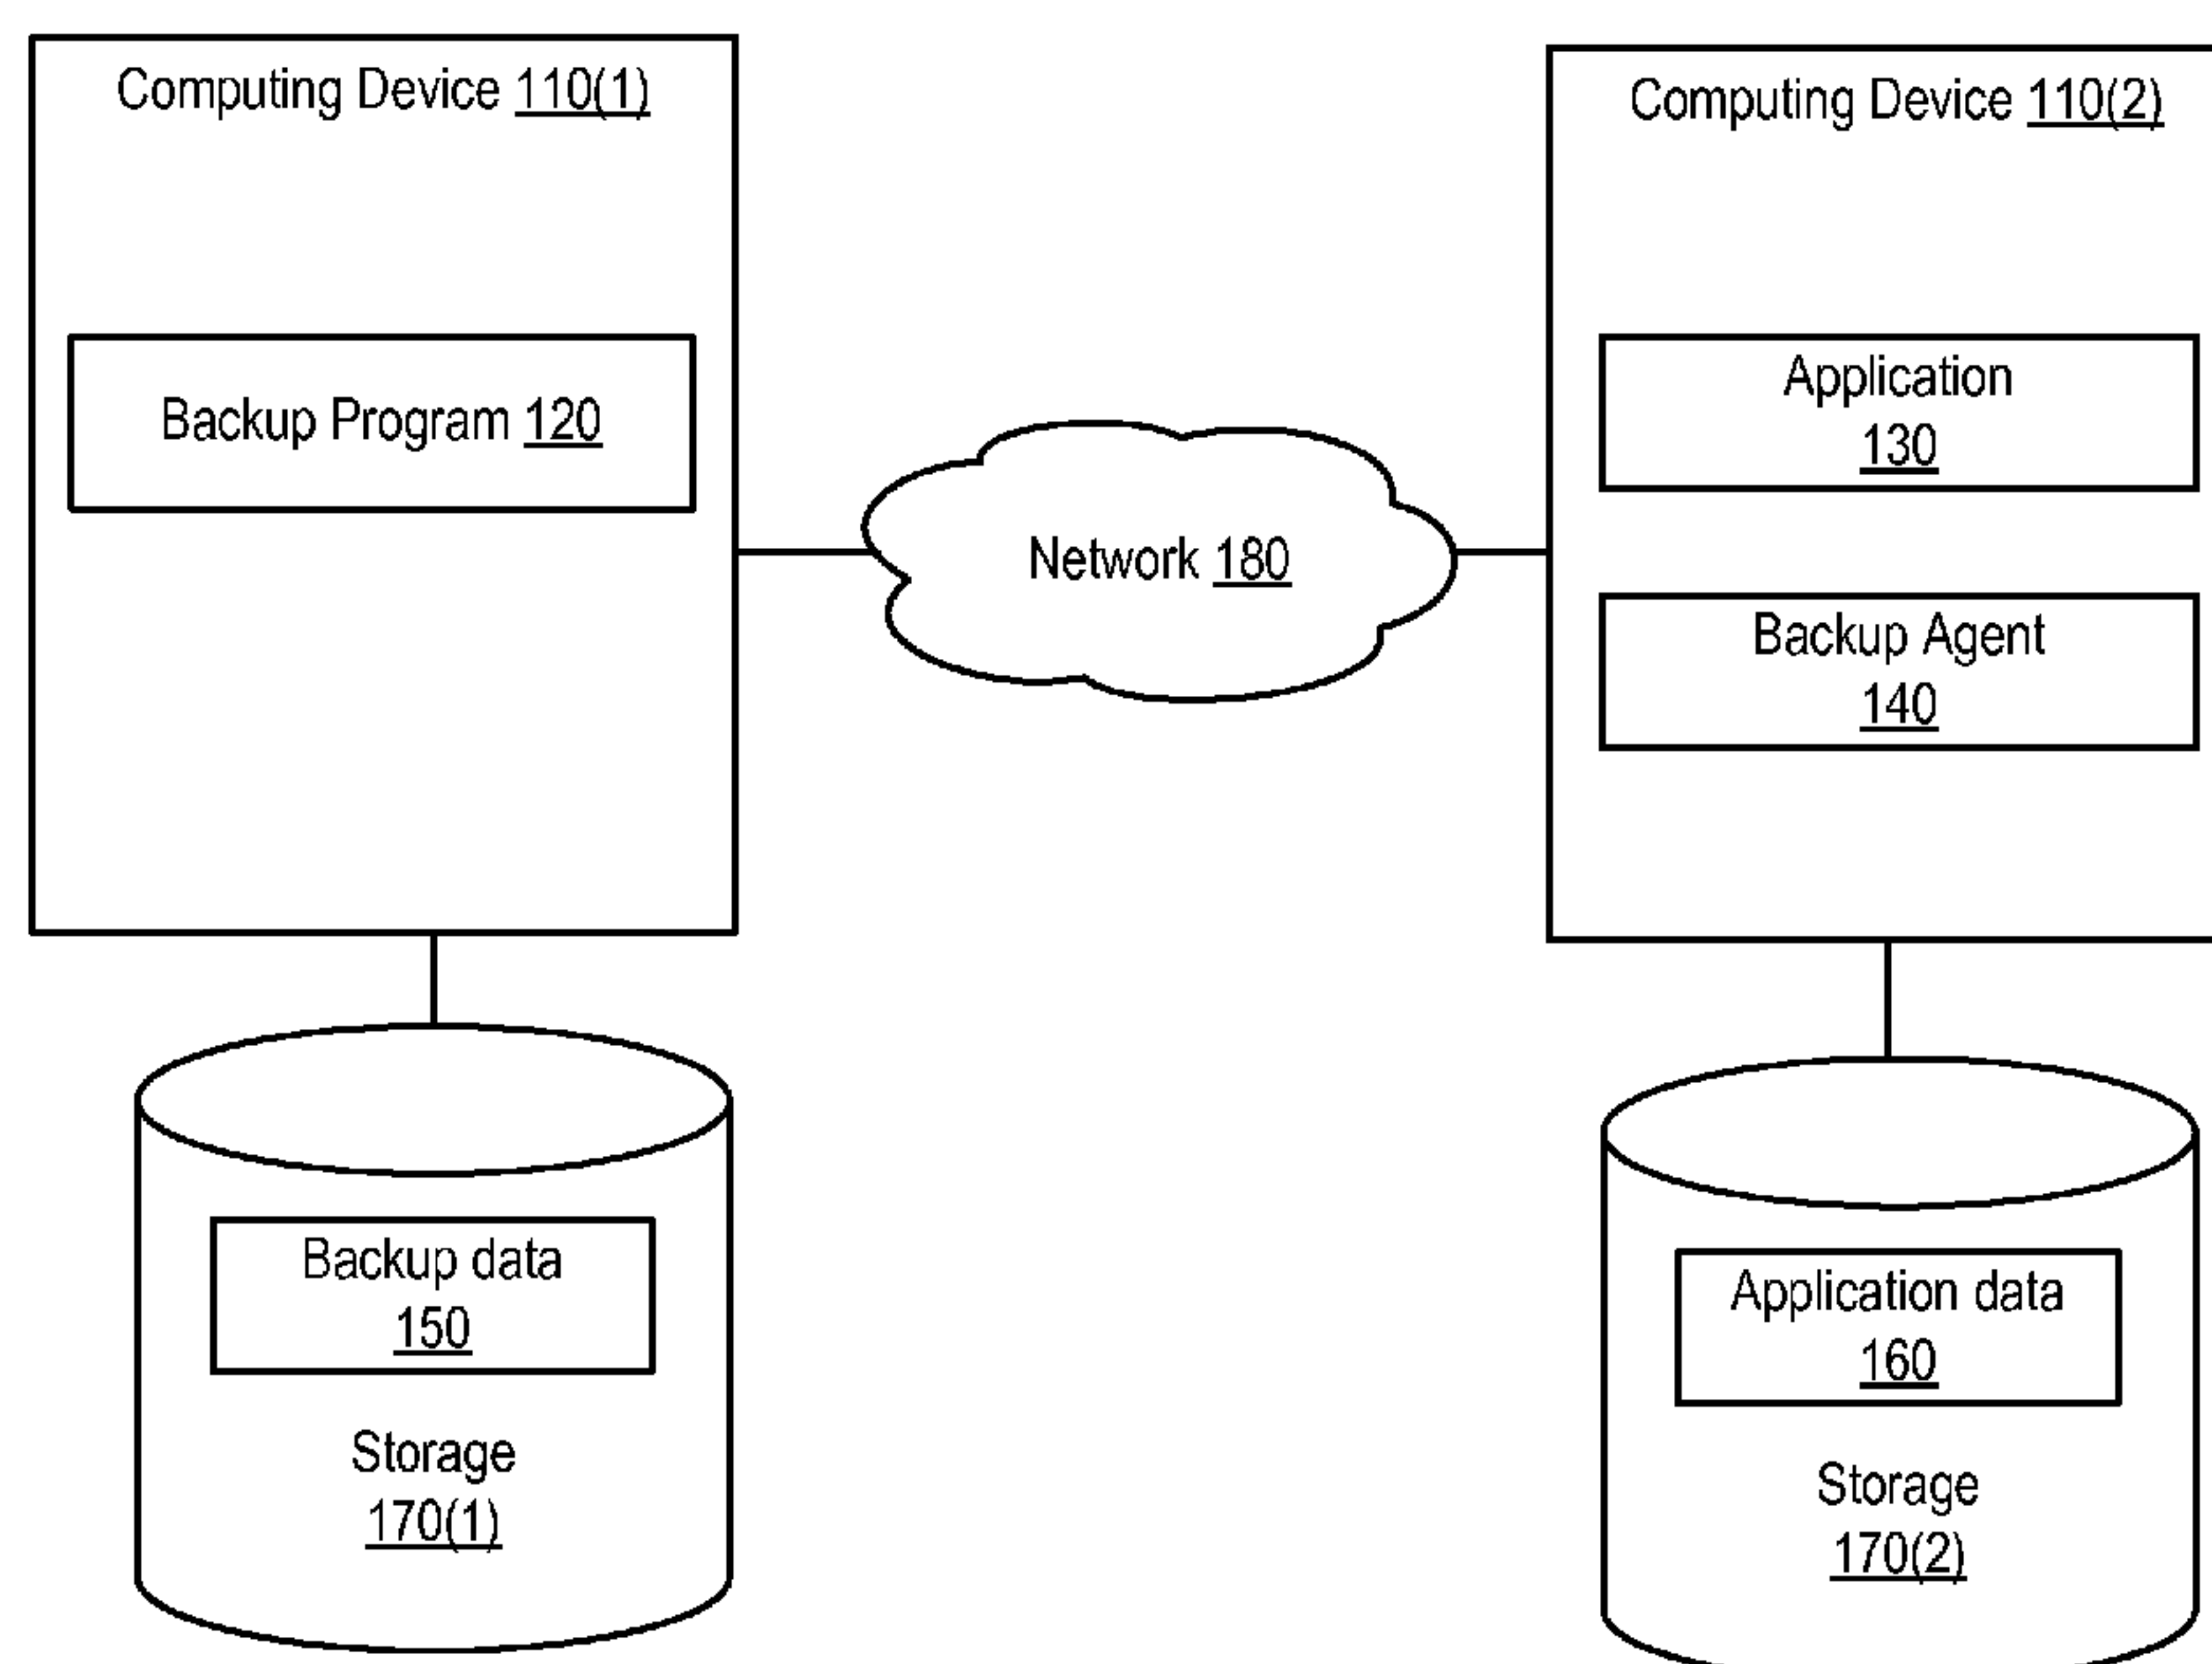 Computing Device 110(1)
Backup Program 120
Network 180
Computing Device 110(2)
Application
130
Backup Agent
140
Backup data
150
Storage
170(1)
Application data
160
Storage
170(2)